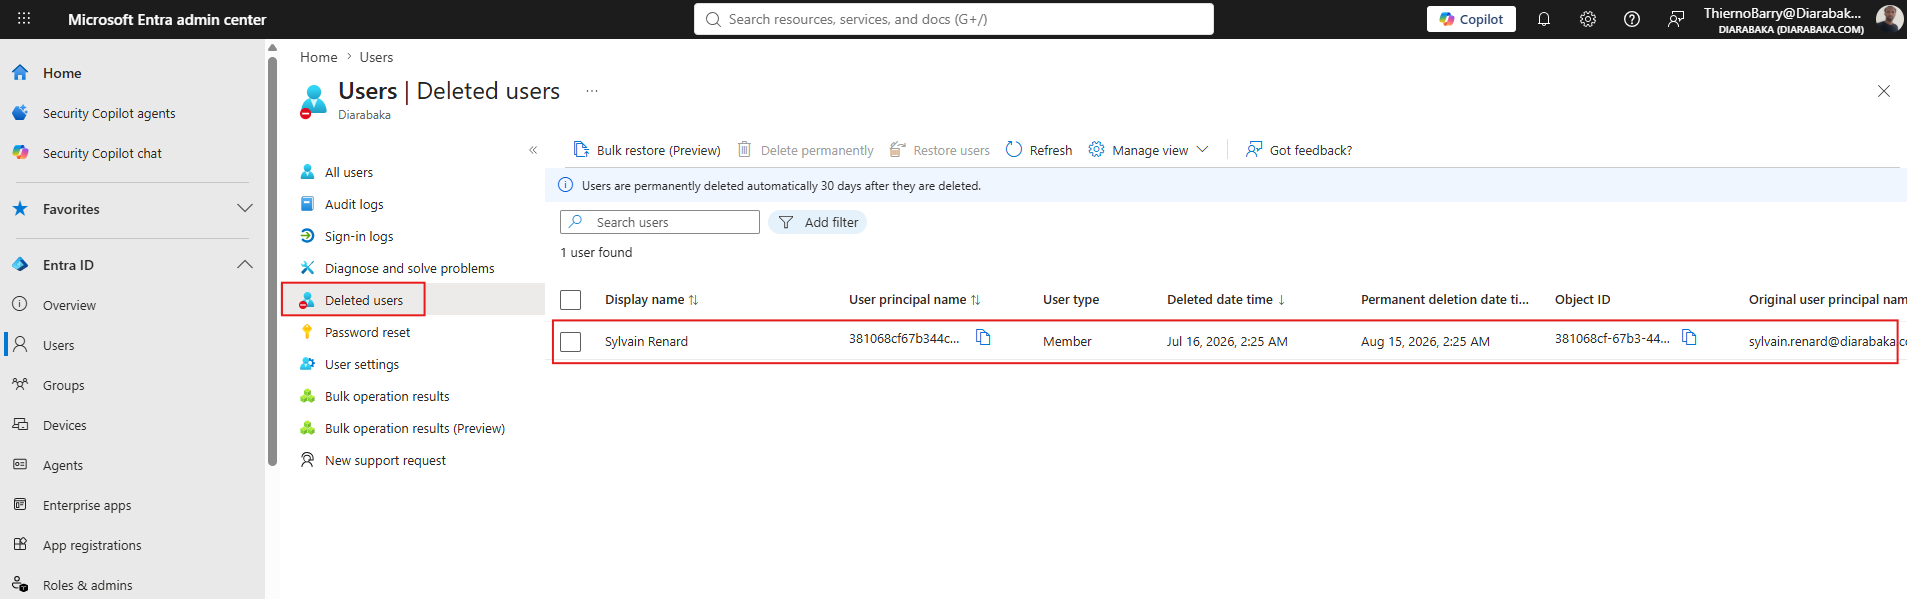 Microsoft Entra admin center
Search resources, services, and docs (G+/)
Copilot
ThiernoBarry@Diarabak...
DIARABAKA (DIARABAKA.COM)
Home
Security Copilot agents
Security Copilot chat
Favorites
Entra ID
Overview
Users
Groups
Devices
Agents
Enterprise apps
App registrations
Roles & admins
Home > Users
Users | Deleted users ...
Diarabaka
All users
Audit logs
Sign-in logs
Diagnose and solve problems
Deleted users
Password reset
User settings
Bulk operation results
Bulk operation results (Preview)
New support request
Bulk restore (Preview) Delete permanently Restore users Refresh Manage view Got feedback?
Users are permanently deleted automatically 30 days after they are deleted.
Search users Add filter
1 user found
Display name User principal name User type Deleted date time Permanent deletion date ti... Object ID Original user principal nam
Sylvain Renard 381068cf67b344c... Member Jul 16, 2026, 2:25 AM Aug 15, 2026, 2:25 AM 381068cf-67b3-44... sylvain.renard@diarabaka.co